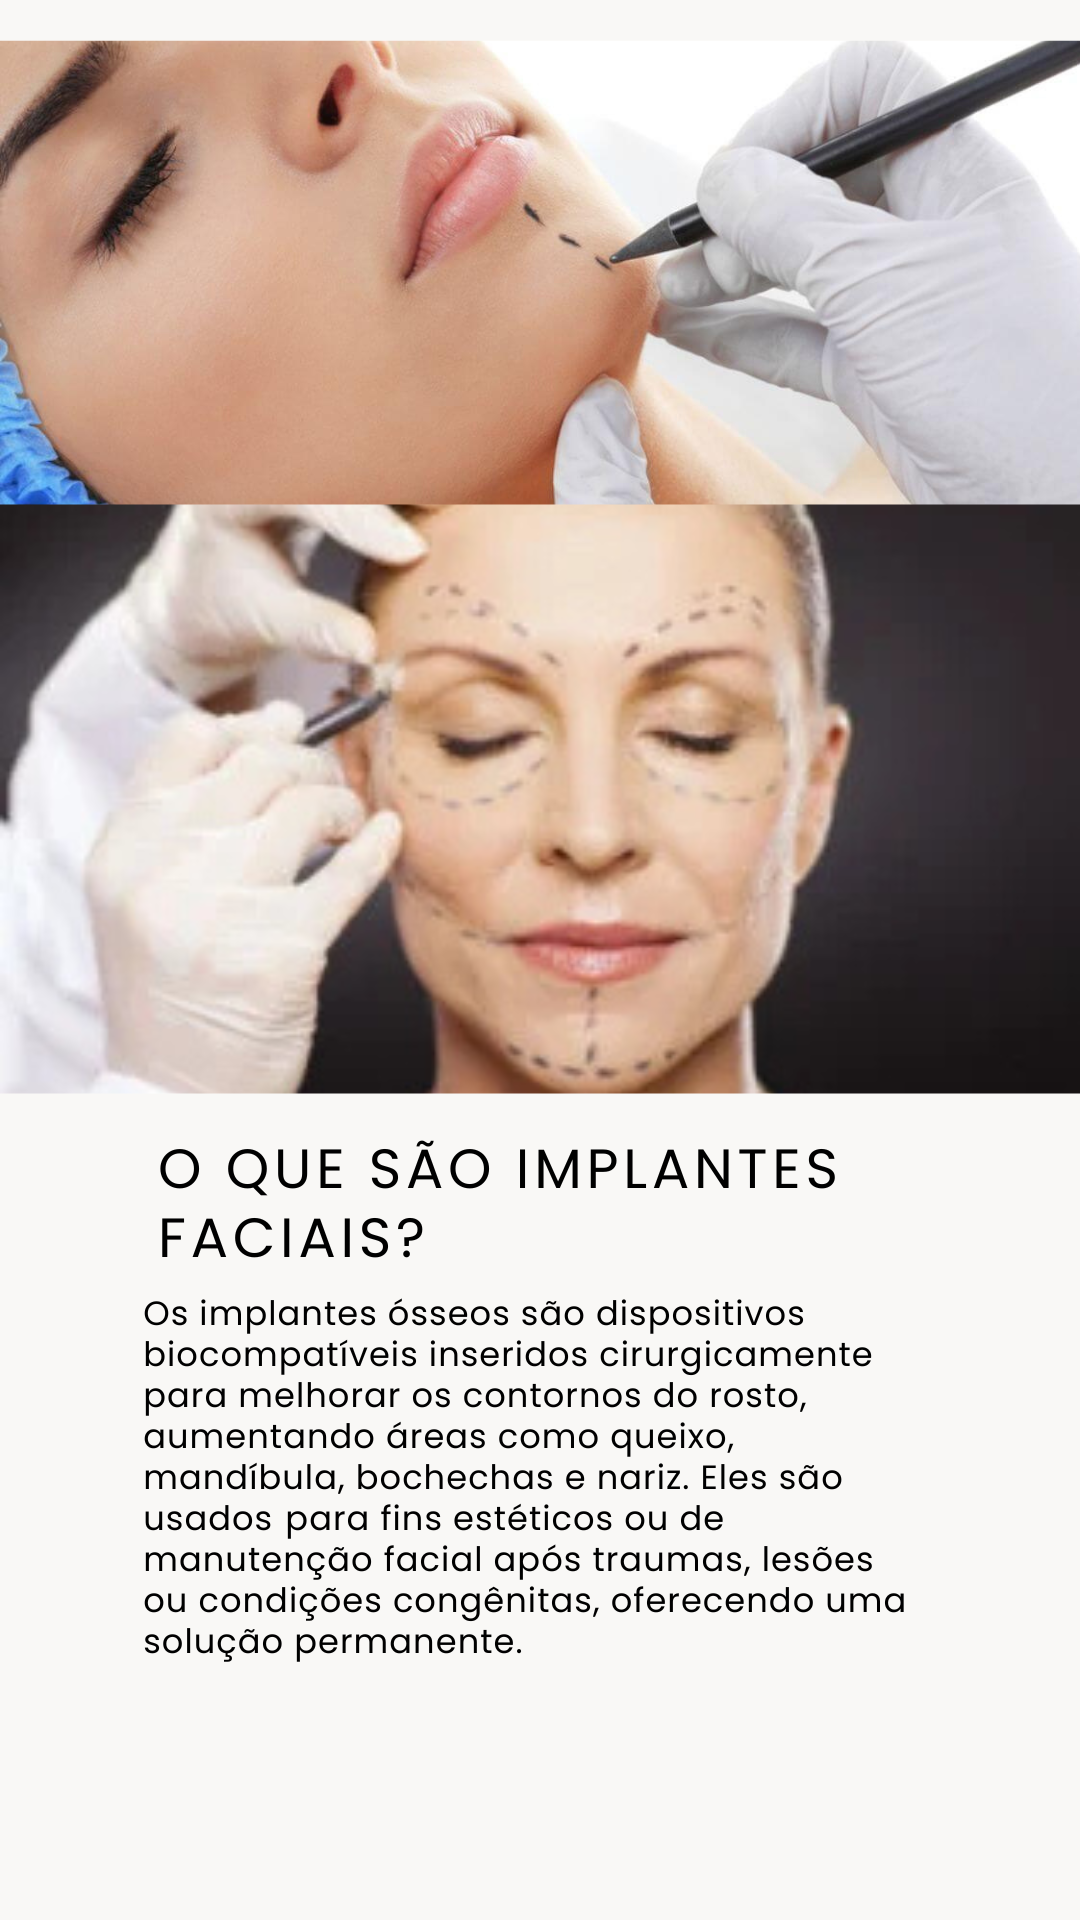 O QUE SÃO IMPLANTES
FACIAIS?
Os implantes ósseos são dispositivos
biocompatíveis inseridos cirurgicamente
para melhorar os contornos do rosto,
aumentando áreas como queixo,
mandíbula, bochechas e nariz. Eles são
usados para fins estéticos ou de
manutenção facial após traumas, lesões
ou condições congênitas, oferecendo uma
solução permanente.